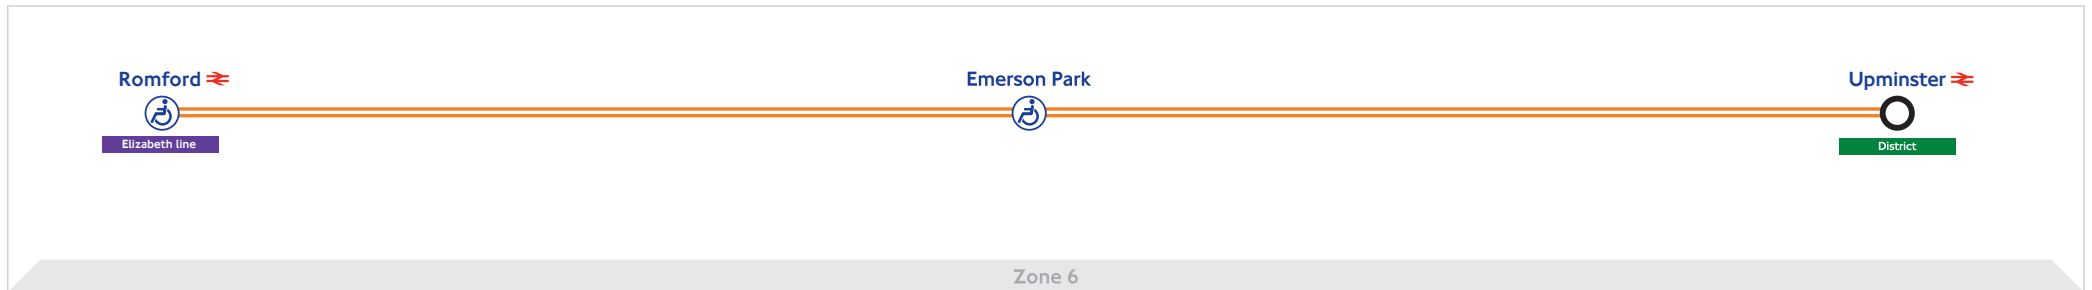 Romford
Emerson Park
Upminster
Elizabeth line
District
Zone 6